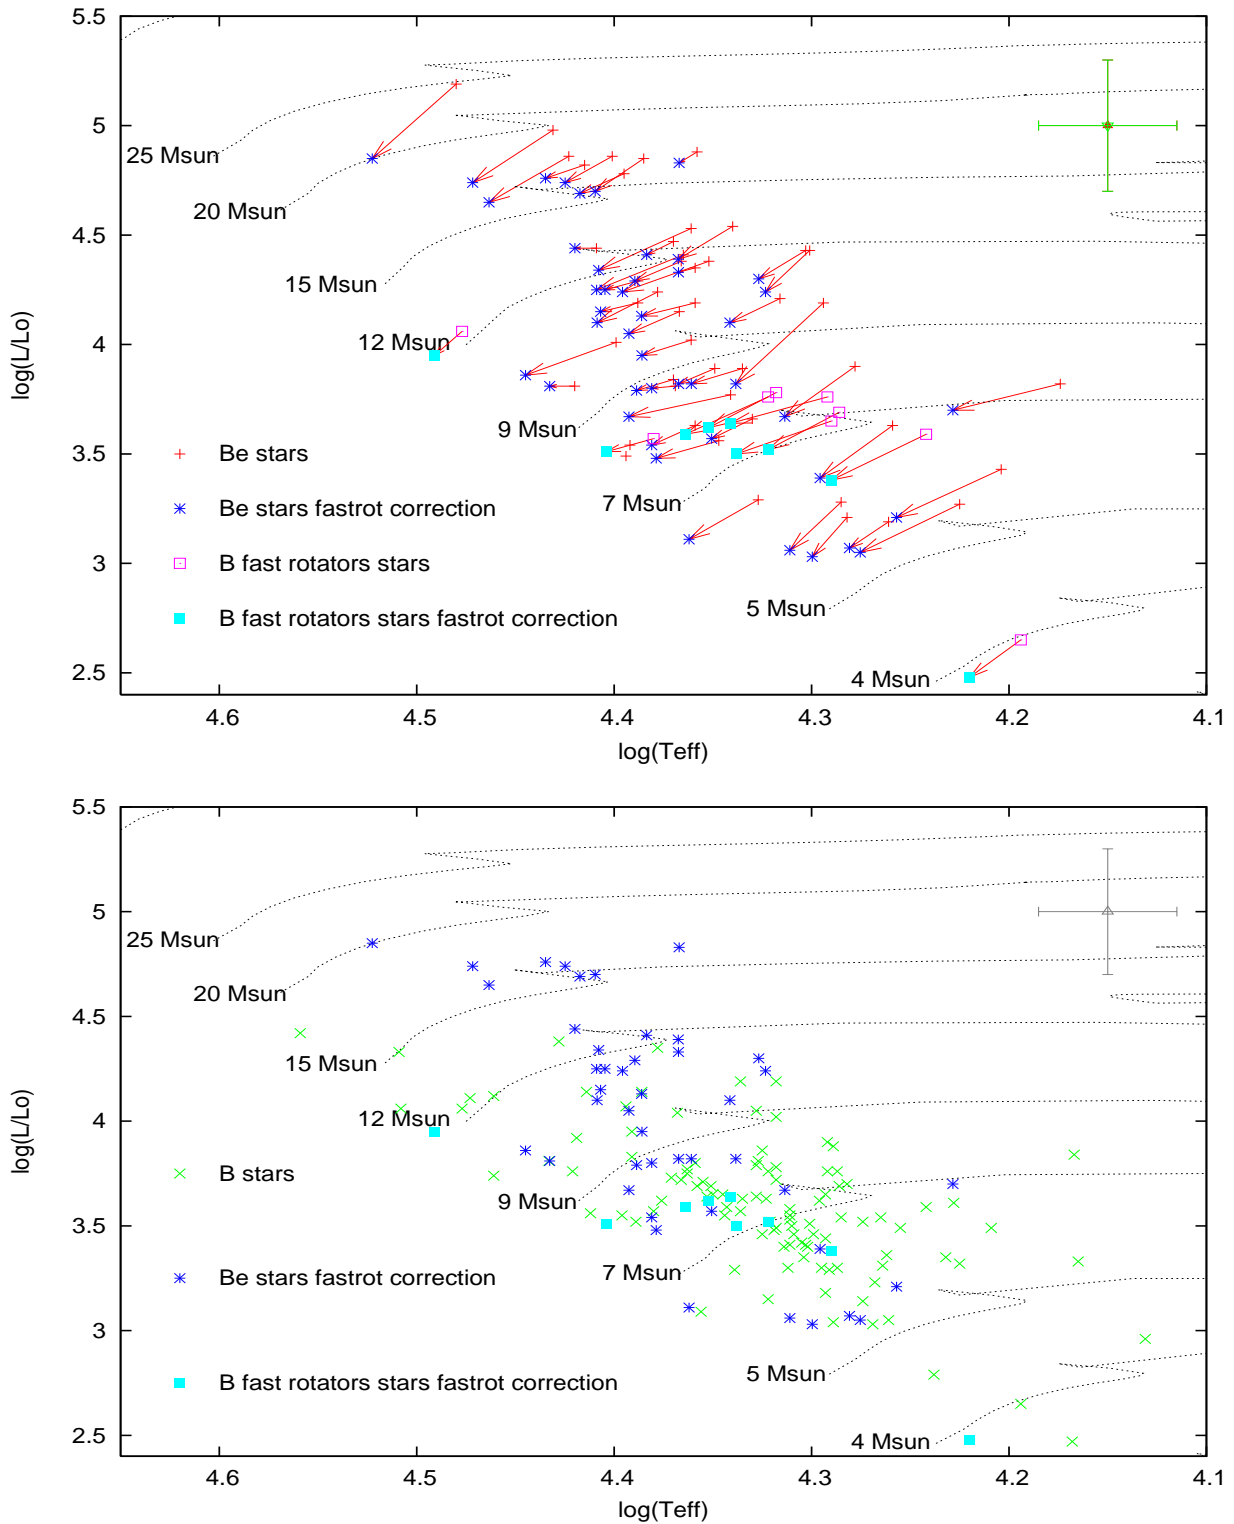 5.5
5
4.5
4
3.5
3
2.5
log(L/Lo)
25 Msun
20 Msun
15 Msun
12 Msun
9 Msun
7 Msun
5 Msun
4 Msun
Be stars
Be stars fastrot correction
B fast rotators stars
B fast rotators stars fastrot correction
4.6
4.5
4.4
4.3
4.2
4.1
log(Teff)
5.5
5
4.5
4
3.5
3
2.5
log(L/Lo)
25 Msun
20 Msun
15 Msun
12 Msun
9 Msun
7 Msun
5 Msun
4 Msun
B stars
Be stars fastrot correction
B fast rotators stars fastrot correction
4.6
4.5
4.4
4.3
4.2
4.1
log(Teff)